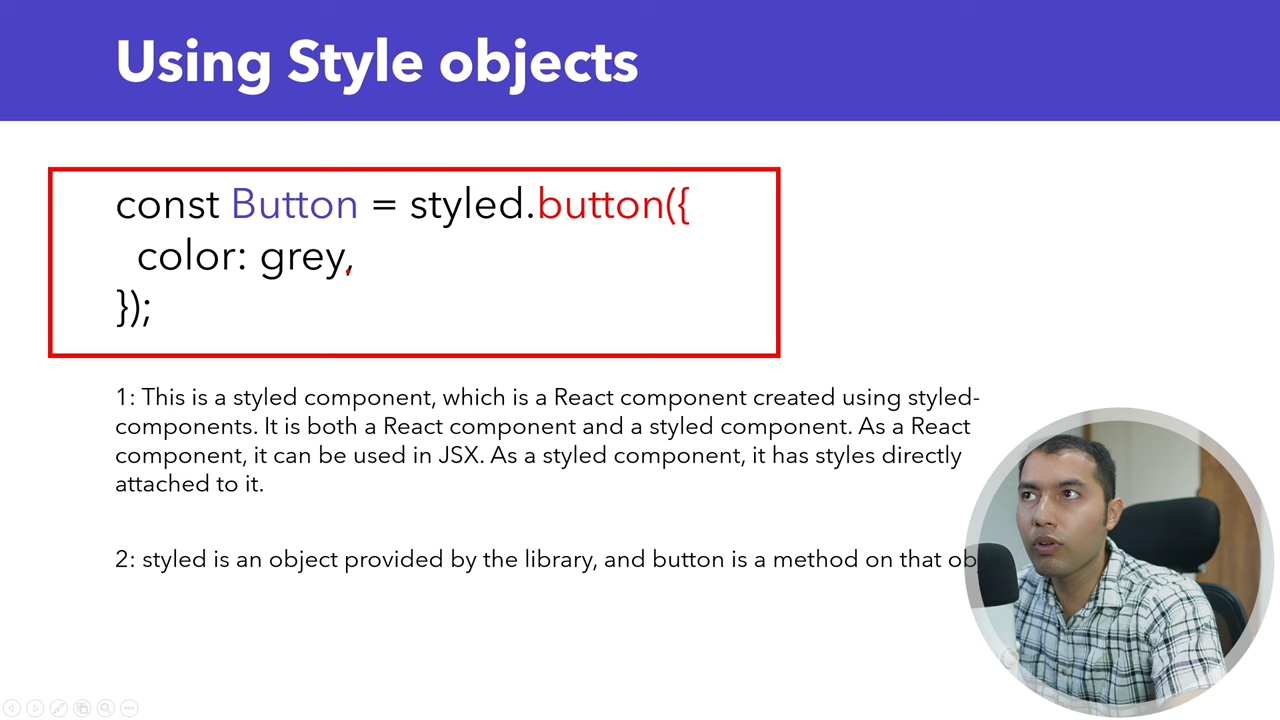 Using Style objects
const Button = styled.button({
color: grey,
});
1: This is a styled component, which is a React component created using styled-
components. It is both a React component and a styled component. As a React
component, it can be used in JSX. As a styled component, it has styles directly
attached to it.
2: styled is an object provided by the library, and button is a method on that